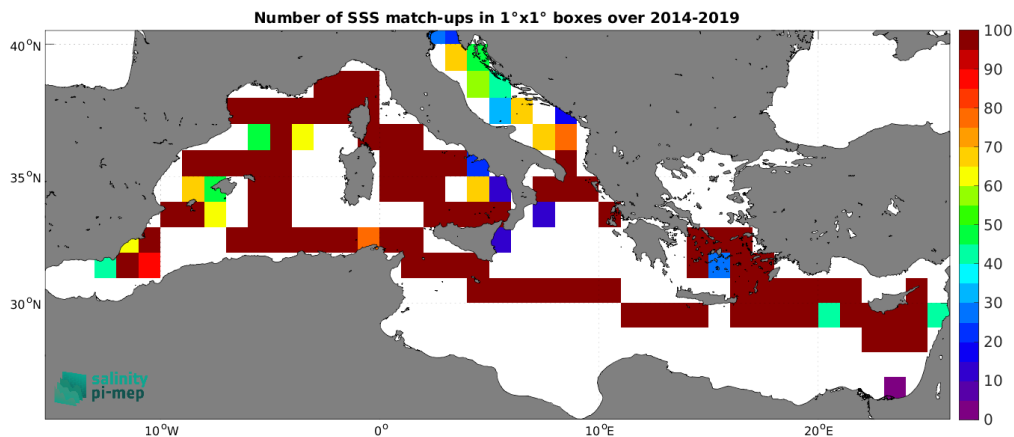 Number of SSS match-ups in 1°x1° boxes over 2014-2019
40°N
35°N
30°N
10°W
0°
10°E
20°E
100
90
80
70
60
50
40
30
20
10
0
salinity
pi-mep